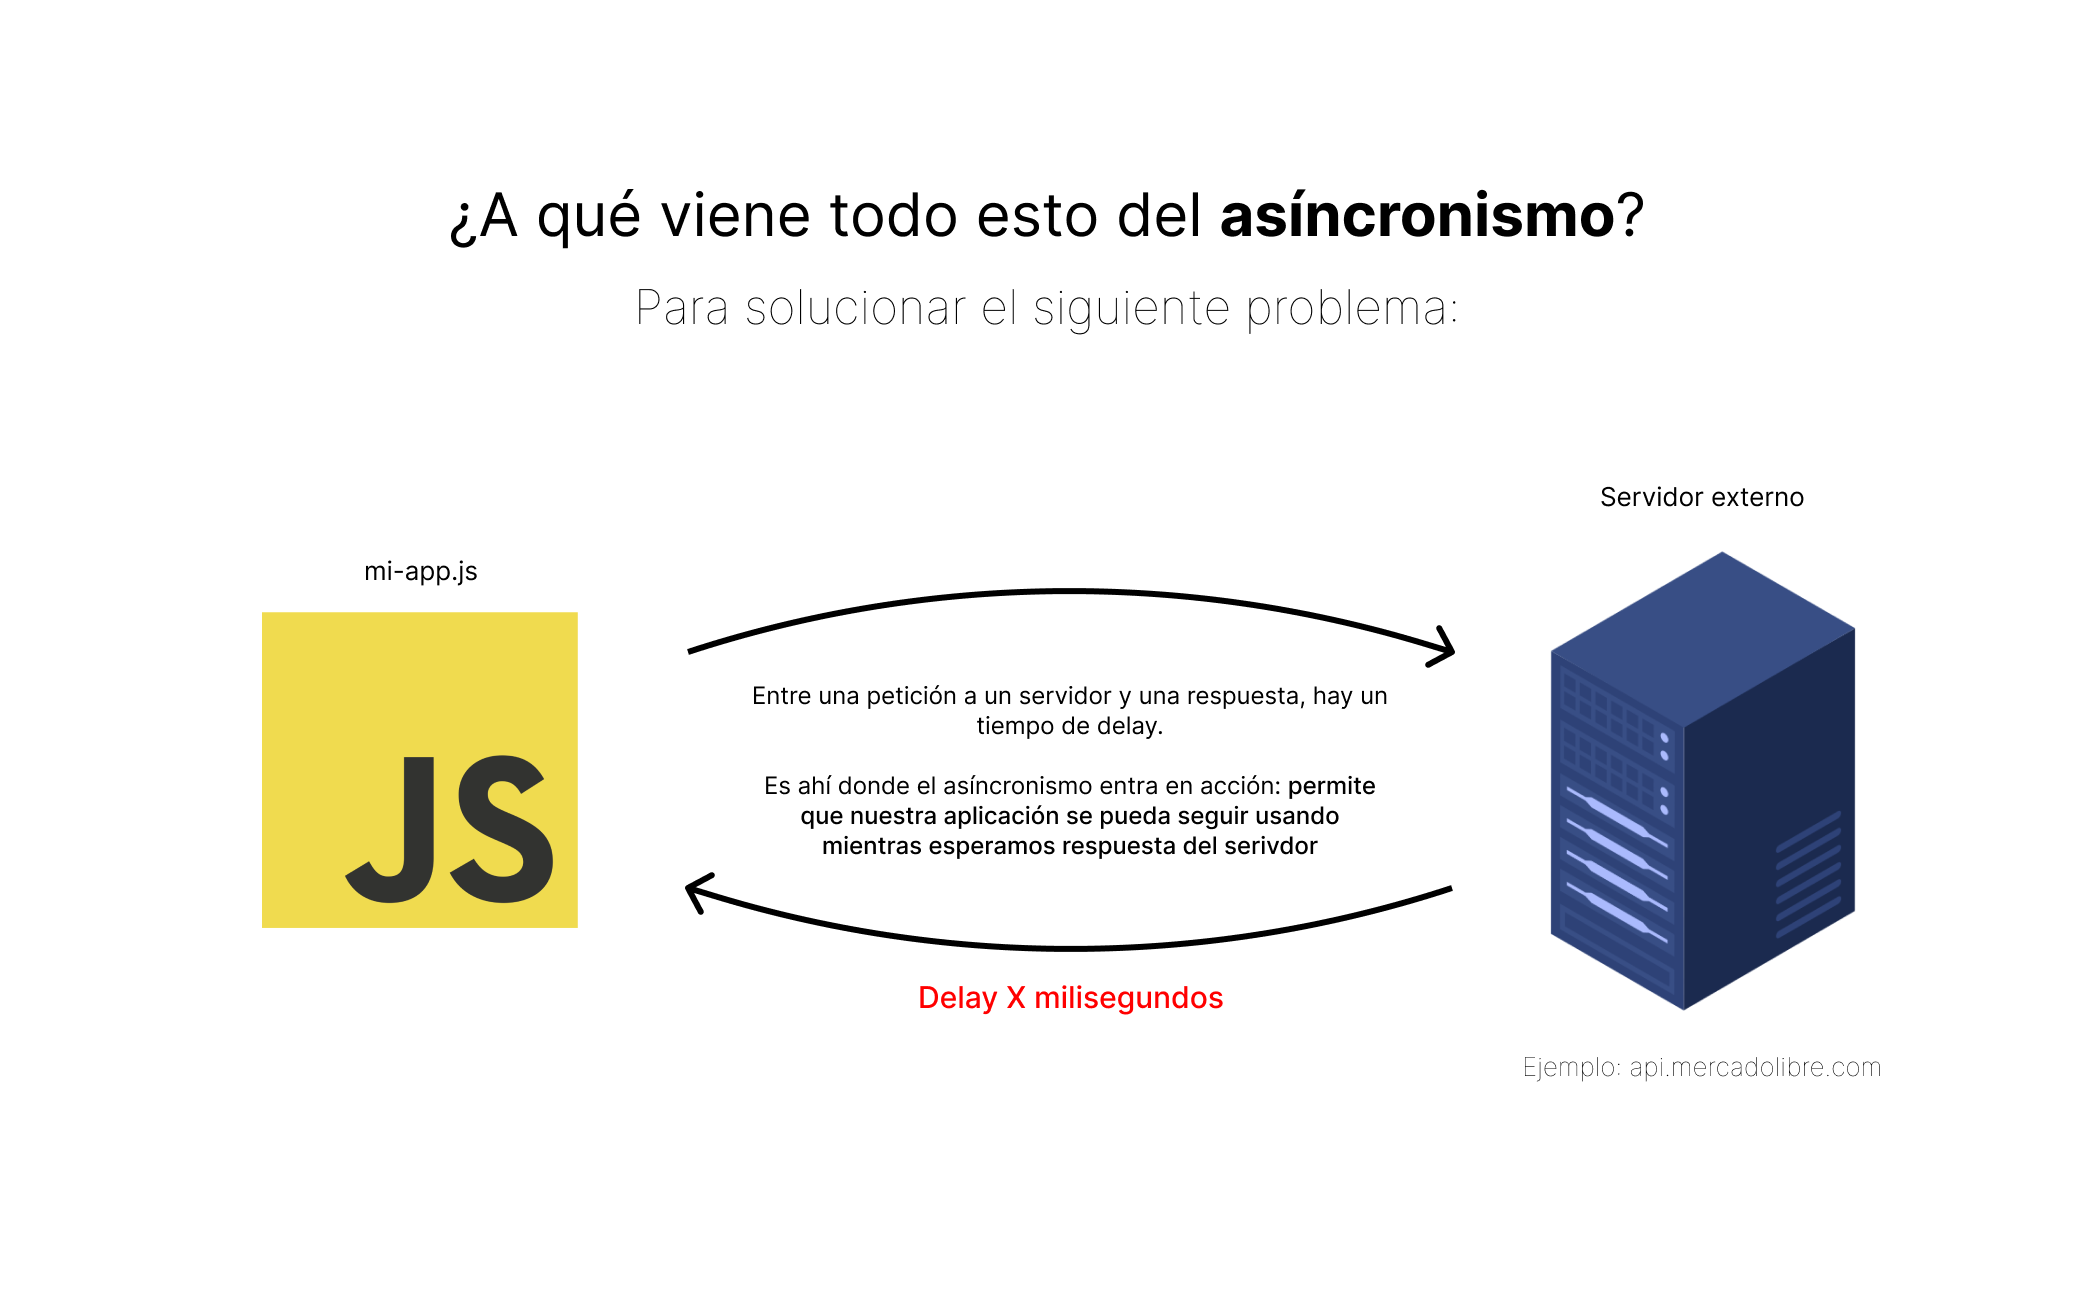 ¿A qué viene todo esto del asíncronismo?
Para solucionar el siguiente problema:
Servidor externo
mi-app.js
JS
Entre una petición a un servidor y una respuesta, hay un
tiempo de delay.
Es ahí donde el asíncronismo entra en acción: permite
que nuestra aplicación se pueda seguir usando
mientras esperamos respuesta del serivdor
Delay X milisegundos
Ejemplo: api.mercadolibre.com